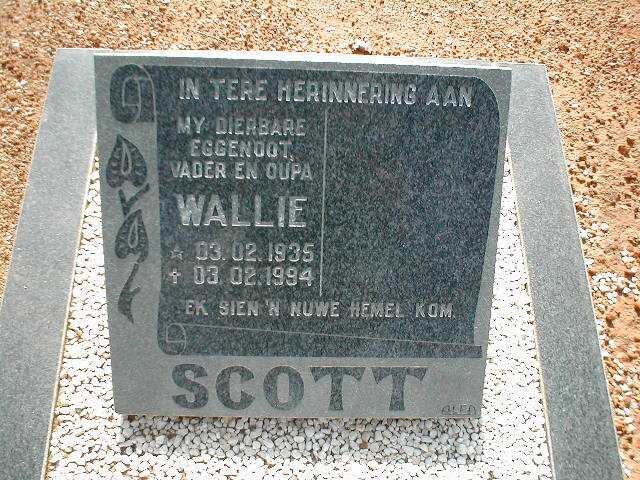 IN TERE HERINNERING AAN
MY DIERBARE
EGGENOOT,
VADER EN OUPA
WALLIE
☆ 03.02.1935
✝ 03.02.1994
EK SIEN 'N NUWE HEMEL KOM
SCOTT